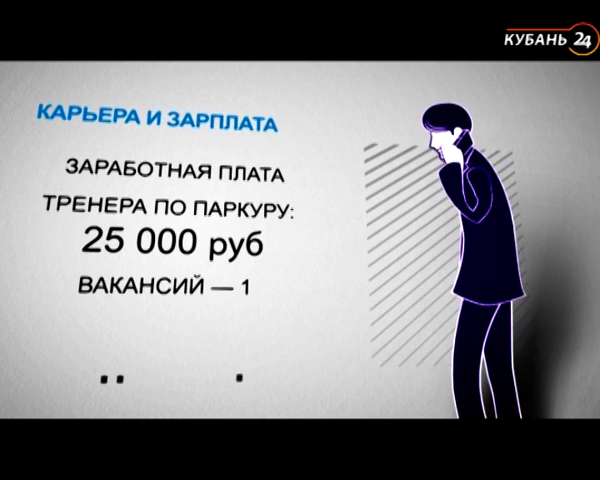 КУБАНЬ 24
КАРЬЕРА И ЗАРПЛАТА
ЗАРАБОТНАЯ ПЛАТА
ТРЕНЕРА ПО ПАРКУРУ:
25 000 руб
ВАКАНСИЙ — 1